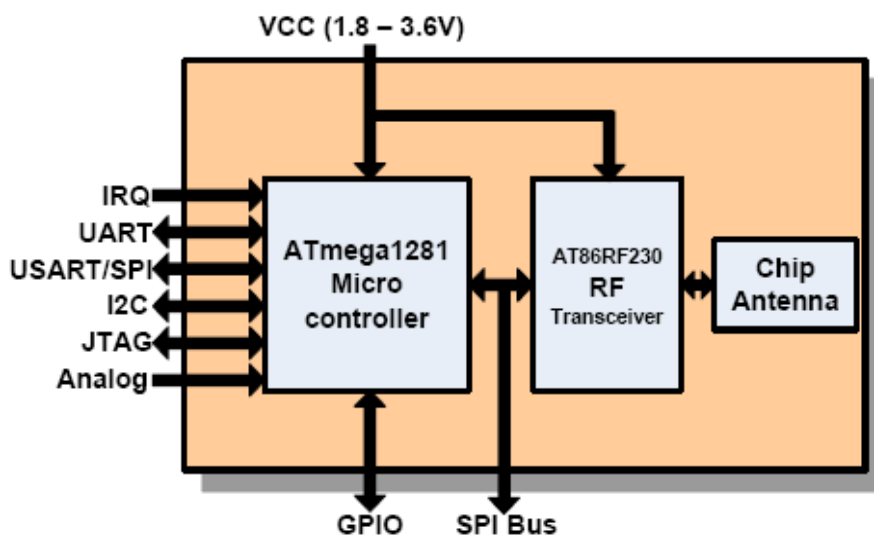 VCC (1.8 – 3.6V)
IRQ
UART
USART/SPI
I2C
JTAG
Analog
ATmega1281
Micro
controller
AT86RF230
RF
Transceiver
Chip
Antenna
GPIO
SPI Bus